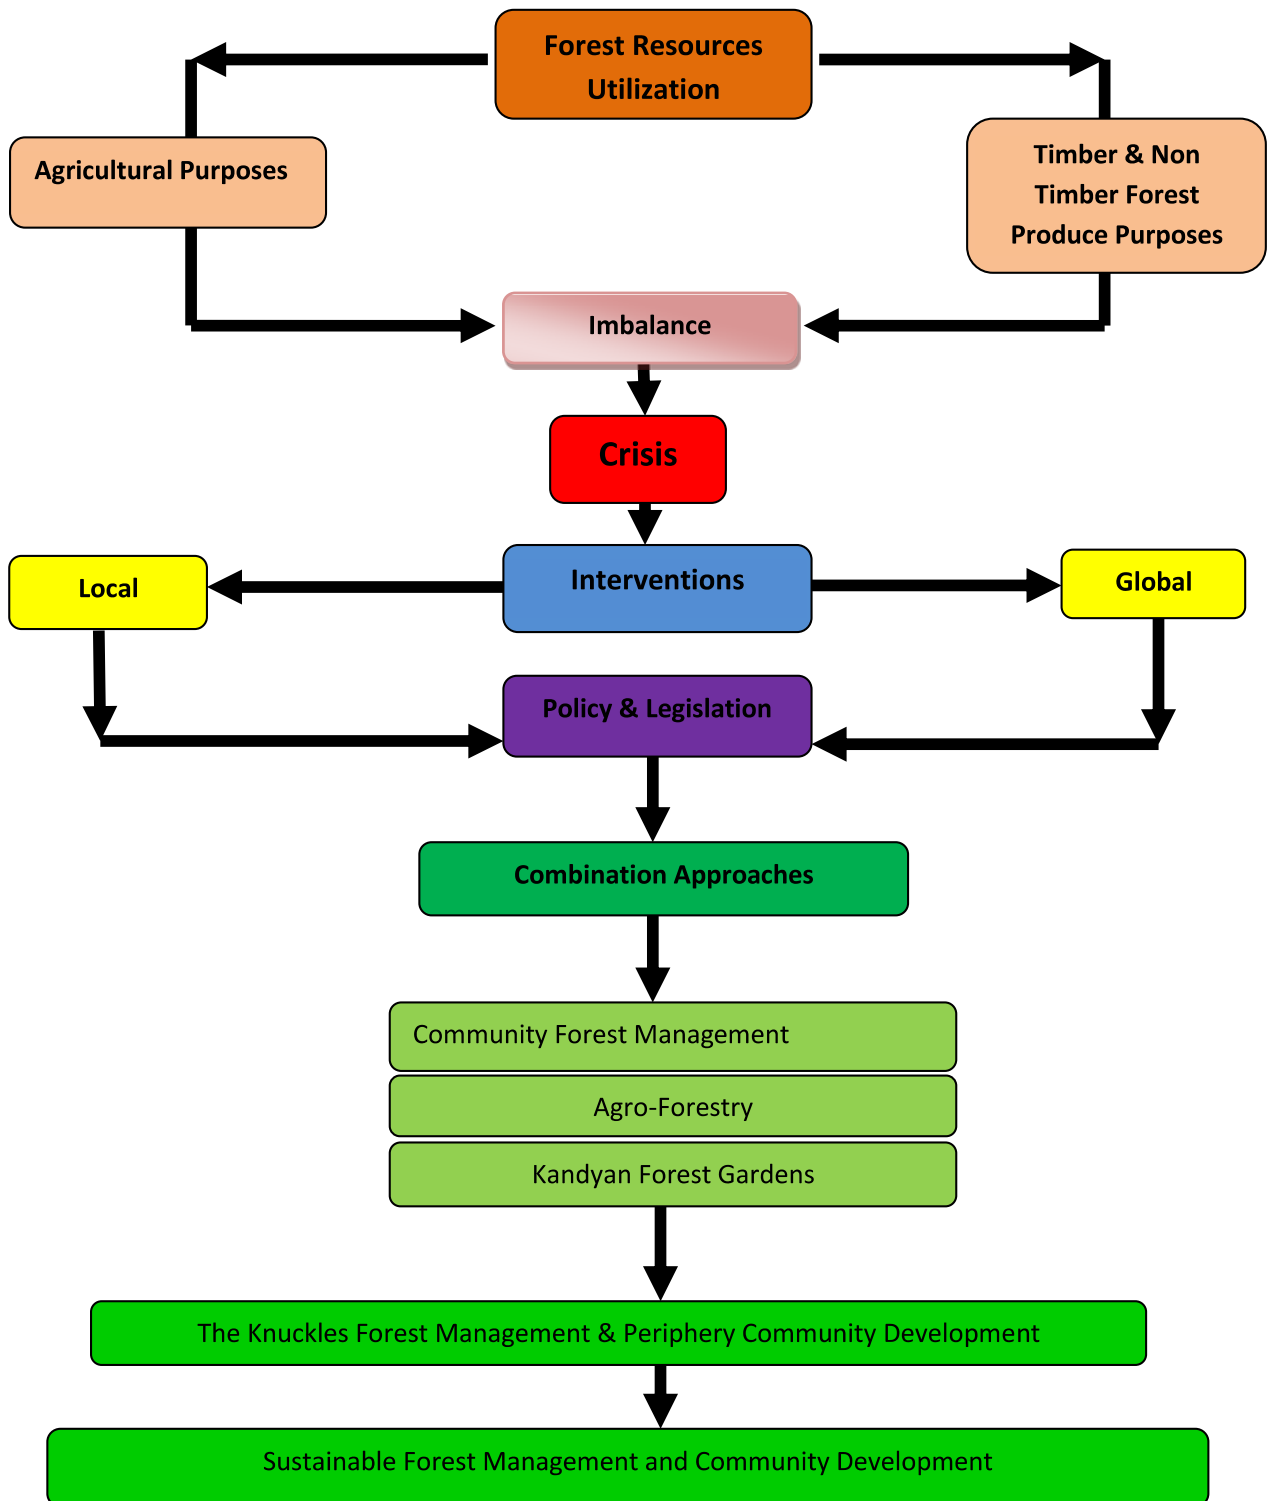 Forest Resources
Utilization
Agricultural Purposes
Timber & Non
Timber Forest
Produce Purposes
Imbalance
Crisis
Local
Interventions
Global
Policy & Legislation
Combination Approaches
Community Forest Management
Agro-Forestry
Kandyan Forest Gardens
The Knuckles Forest Management & Periphery Community Development
Sustainable Forest Management and Community Development